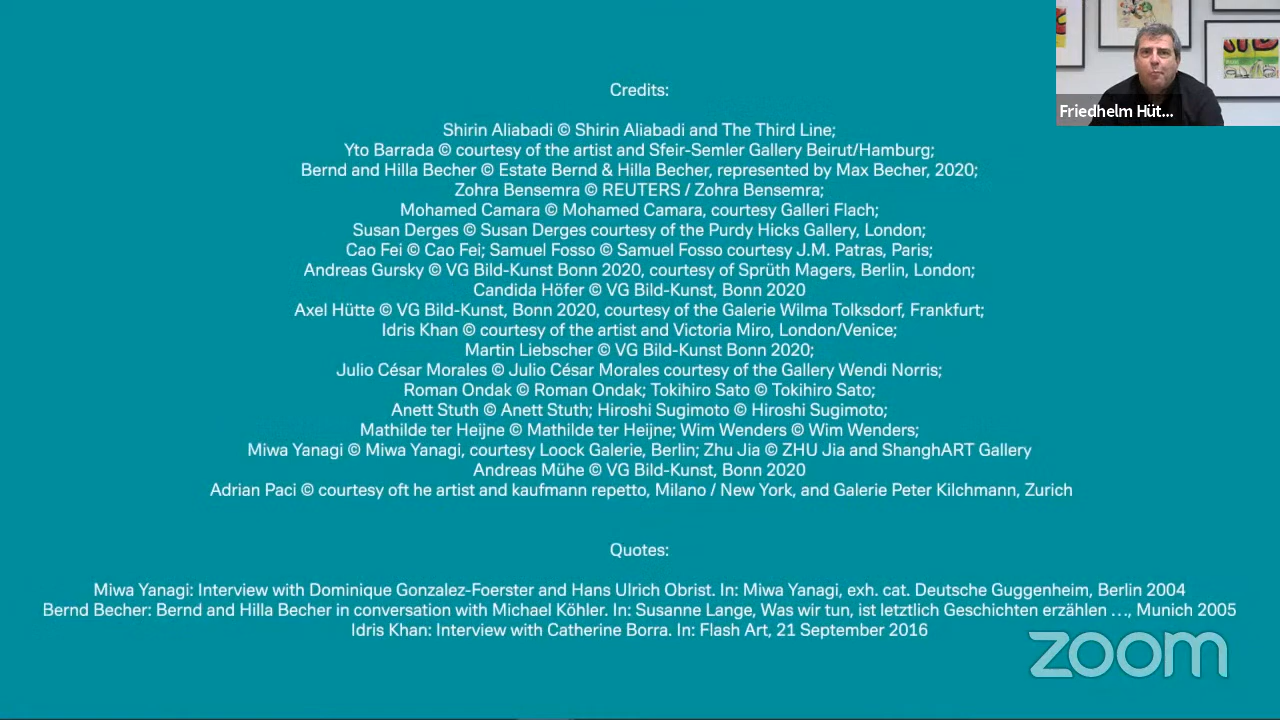 Credits:
Shirin Aliabadi © Shirin Aliabadi and The Third Line;
Yto Barrada © courtesy of the artist and Sfeir-Semler Gallery Beirut/Hamburg;
Bernd and Hilla Becher © Estate Bernd & Hilla Becher, represented by Max Becher, 2020;
Zohra Bensemra © REUTERS / Zohra Bensemra;
Mohamed Camara © Mohamed Camara, courtesy Galleri Flach;
Susan Derges © Susan Derges courtesy of the Purdy Hicks Gallery, London;
Cao Fei © Cao Fei; Samuel Fosso © Samuel Fosso courtesy J.M. Patras, Paris;
Andreas Gursky © VG Bild-Kunst Bonn 2020, courtesy of Sprüth Magers, Berlin, London;
Candida Höfer © VG Bild-Kunst, Bonn 2020
Axel Hütte © VG Bild-Kunst, Bonn 2020, courtesy of the Galerie Wilma Tolksdorf, Frankfurt;
Idris Khan © courtesy of the artist and Victoria Miro, London/Venice;
Martin Liebscher © VG Bild-Kunst Bonn 2020;
Julio César Morales © Julio César Morales courtesy of the Gallery Wendi Norris;
Roman Ondak © Roman Ondak; Tokihiro Sato © Tokihiro Sato;
Anett Stuth © Anett Stuth; Hiroshi Sugimoto © Hiroshi Sugimoto;
Mathilde ter Heijne © Mathilde ter Heijne; Wim Wenders © Wim Wenders;
Miwa Yanagi © Miwa Yanagi, courtesy Loock Galerie, Berlin; Zhu Jia © ZHU Jia and ShanghART Gallery
Andreas Mühe © VG Bild-Kunst, Bonn 2020
Adrian Paci © courtesy oft he artist and kaufmann repetto, Milano / New York, and Galerie Peter Kilchmann, Zurich
Quotes:
Miwa Yanagi: Interview with Dominique Gonzalez-Foerster and Hans Ulrich Obrist. In: Miwa Yanagi, exh. cat. Deutsche Guggenheim, Berlin 2004
Bernd Becher: Bernd and Hilla Becher in conversation with Michael Köhler. In: Susanne Lange, Was wir tun, ist letztlich Geschichten erzählen …, Munich 2005
Idris Khan: Interview with Catherine Borra. In: Flash Art, 21 September 2016
Friedhelm Hüt...
zoom